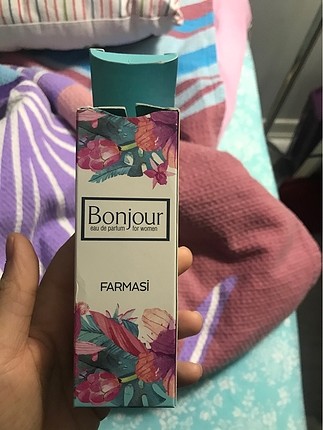 Bonjour
eau de parfum for women
FARMASİ